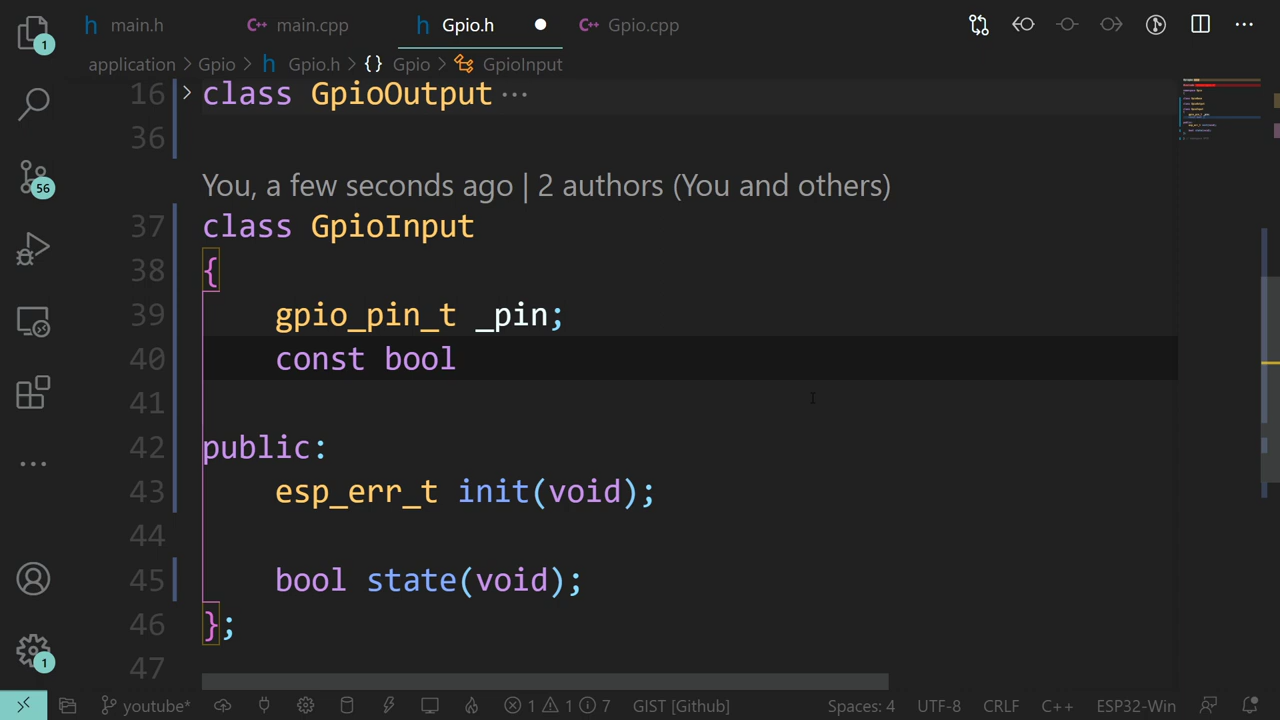 main.h
main.cpp
Gpio.h
Gpio.cpp
application > Gpio > Gpio.h > {} Gpio > GpioInput
16 class GpioOutput ···
36
You, a few seconds ago | 2 authors (You and others)
37 class GpioInput
38 {
39 gpio_pin_t _pin;
40 const bool
41
42 public:
43 esp_err_t init(void);
44
45 bool state(void);
46 };
47
1
56
1
youtube* 1 1 7 GIST [Github] Spaces: 4 UTF-8 CRLF C++ ESP32-Win